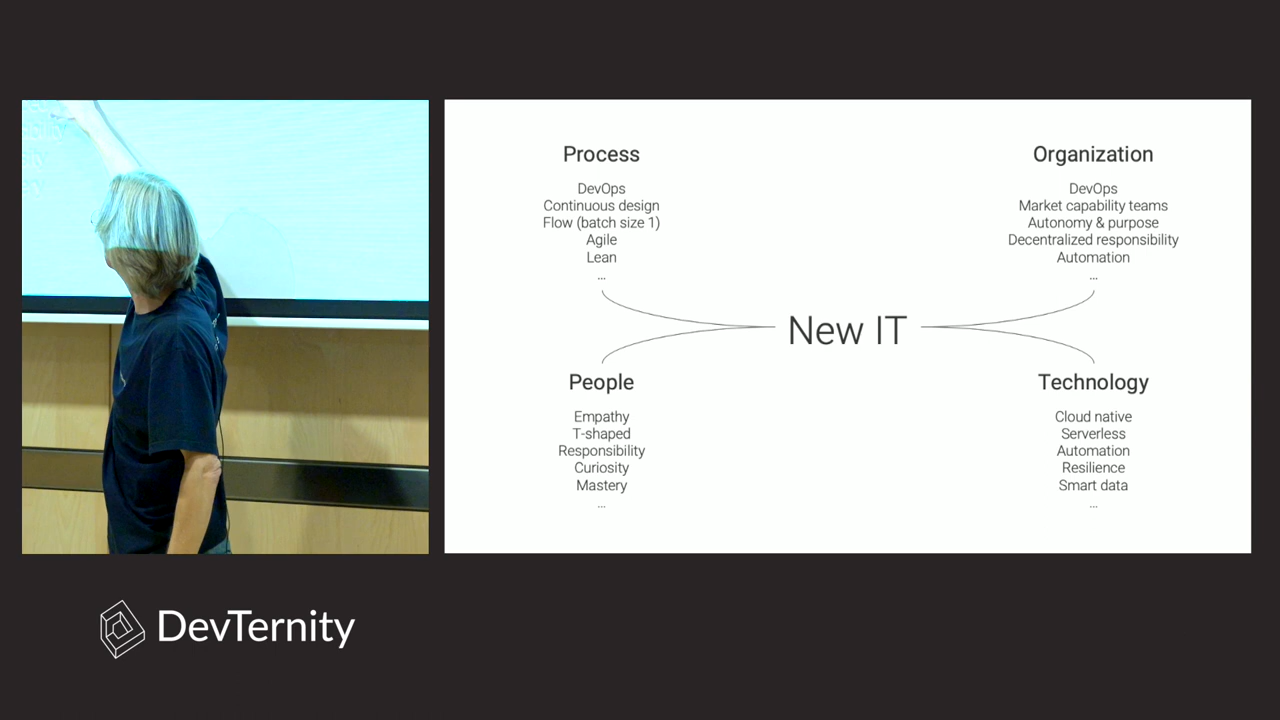 Process
DevOps
Continuous design
Flow (batch size 1)
Agile
Lean
...
Organization
DevOps
Market capability teams
Autonomy & purpose
Decentralized responsibility
Automation
...
New IT
People
Empathy
T-shaped
Responsibility
Curiosity
Mastery
...
Technology
Cloud native
Serverless
Automation
Resilience
Smart data
...
DevTernity